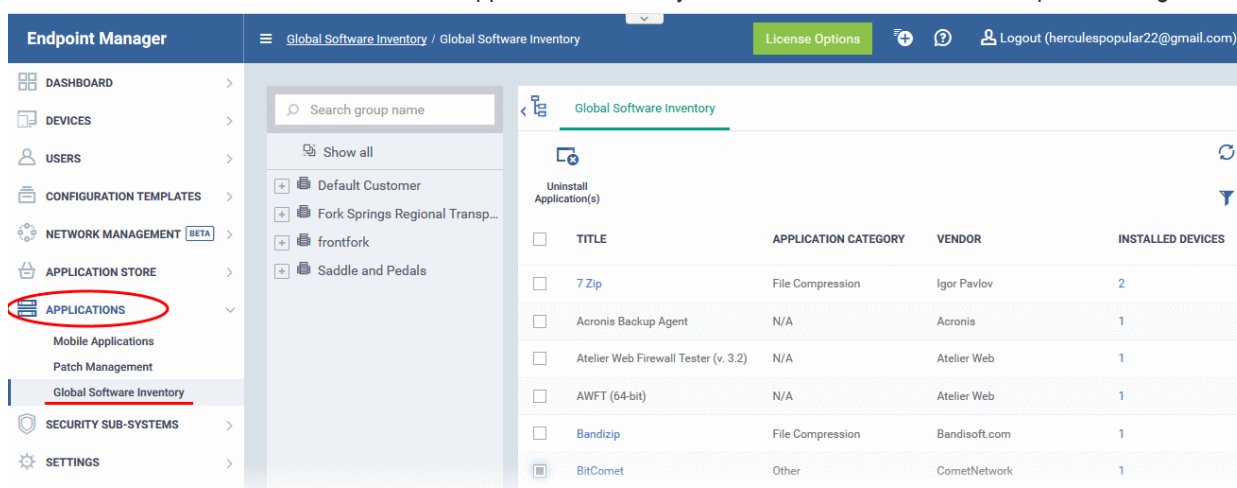 Endpoint Manager
Global Software Inventory / Global Software Inventory
License Options
Logout (herculespopular22@gmail.com)
DASHBOARD
DEVICES
USERS
CONFIGURATION TEMPLATES
NETWORK MANAGEMENT BETA
APPLICATION STORE
APPLICATIONS
Mobile Applications
Patch Management
Global Software Inventory
SECURITY SUB-SYSTEMS
SETTINGS
Search group name
Show all
Default Customer
Fork Springs Regional Transp...
frontfork
Saddle and Pedals
Global Software Inventory
Uninstall
Application(s)
TITLE APPLICATION CATEGORY VENDOR INSTALLED DEVICES
7 Zip File Compression Igor Pavlov 2
Acronis Backup Agent N/A Acronis 1
Atelier Web Firewall Tester (v. 3.2) N/A Atelier Web 1
AWFT (64-bit) N/A Atelier Web 1
Bandizip File Compression Bandisoft.com 1
BitComet Other CometNetwork 1